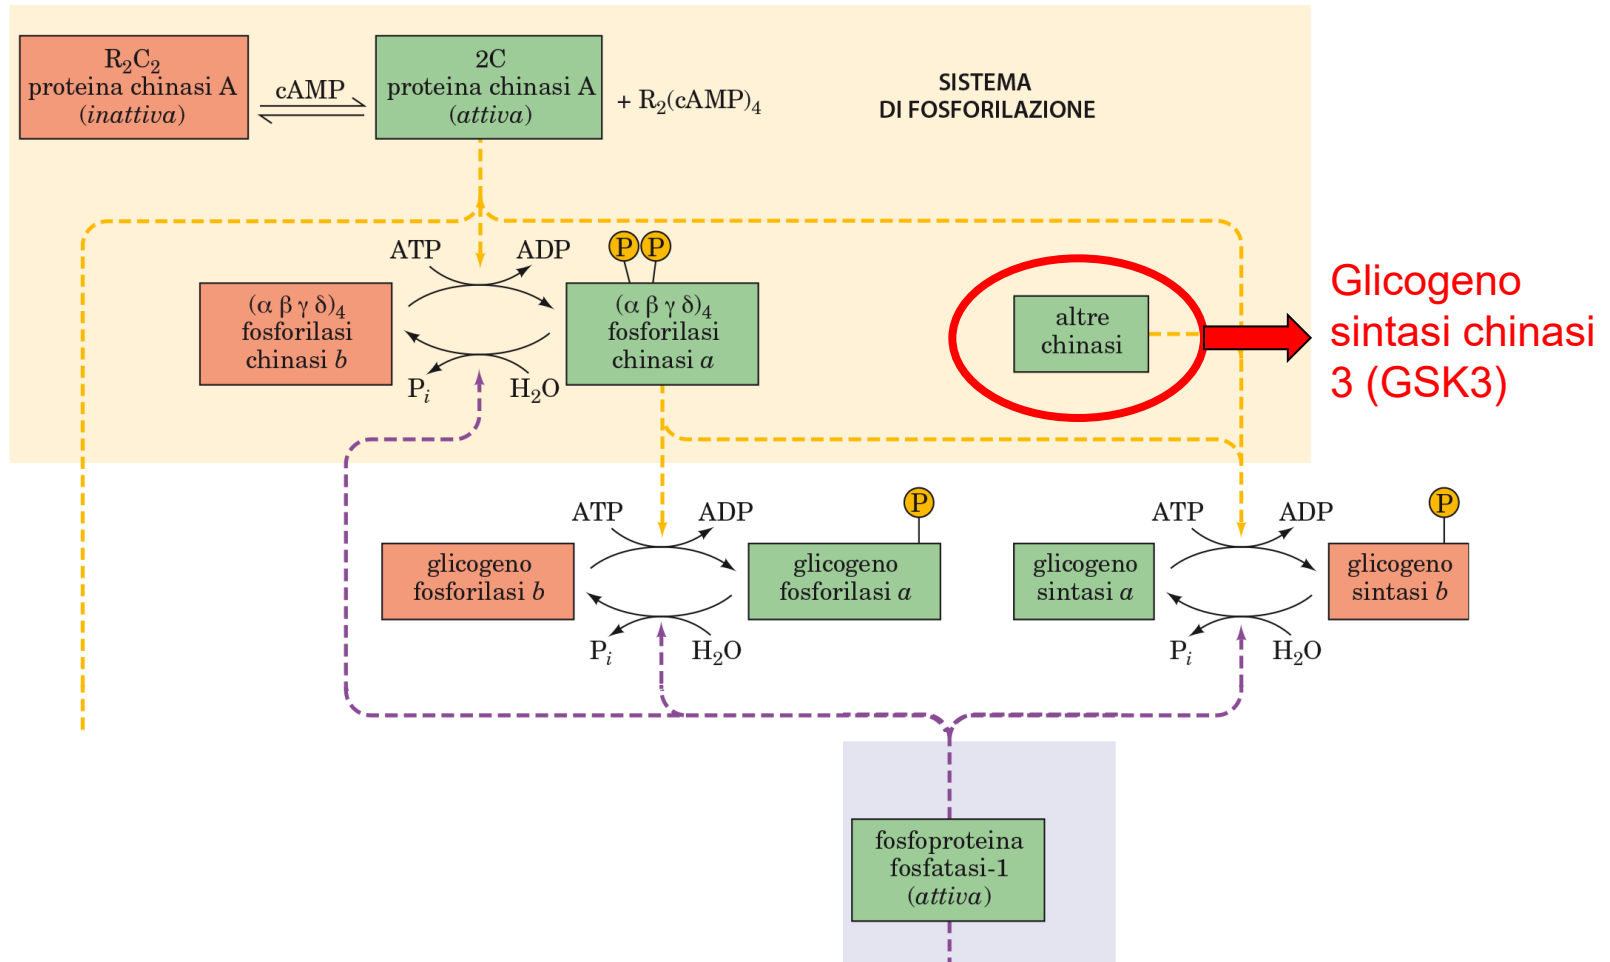 R₂C₂
proteina chinasi A
(inattiva)
cAMP
2C
proteina chinasi A
(attiva)
+ R₂(cAMP)₄
SISTEMA
DI FOSFORILAZIONE
ATP
ADP
P P
(α β γ δ)₄
fosforilasi
chinasi b
(α β γ δ)₄
fosforilasi
chinasi a
Pi
H₂O
altre
chinasi
Glicogeno
sintasi chinasi
3 (GSK3)
ATP
ADP
P
glicogeno
fosforilasi b
glicogeno
fosforilasi a
Pi
H₂O
ATP
ADP
P
glicogeno
sintasi a
glicogeno
sintasi b
Pi
H₂O
fosfoproteina
fosfatasi-1
(attiva)